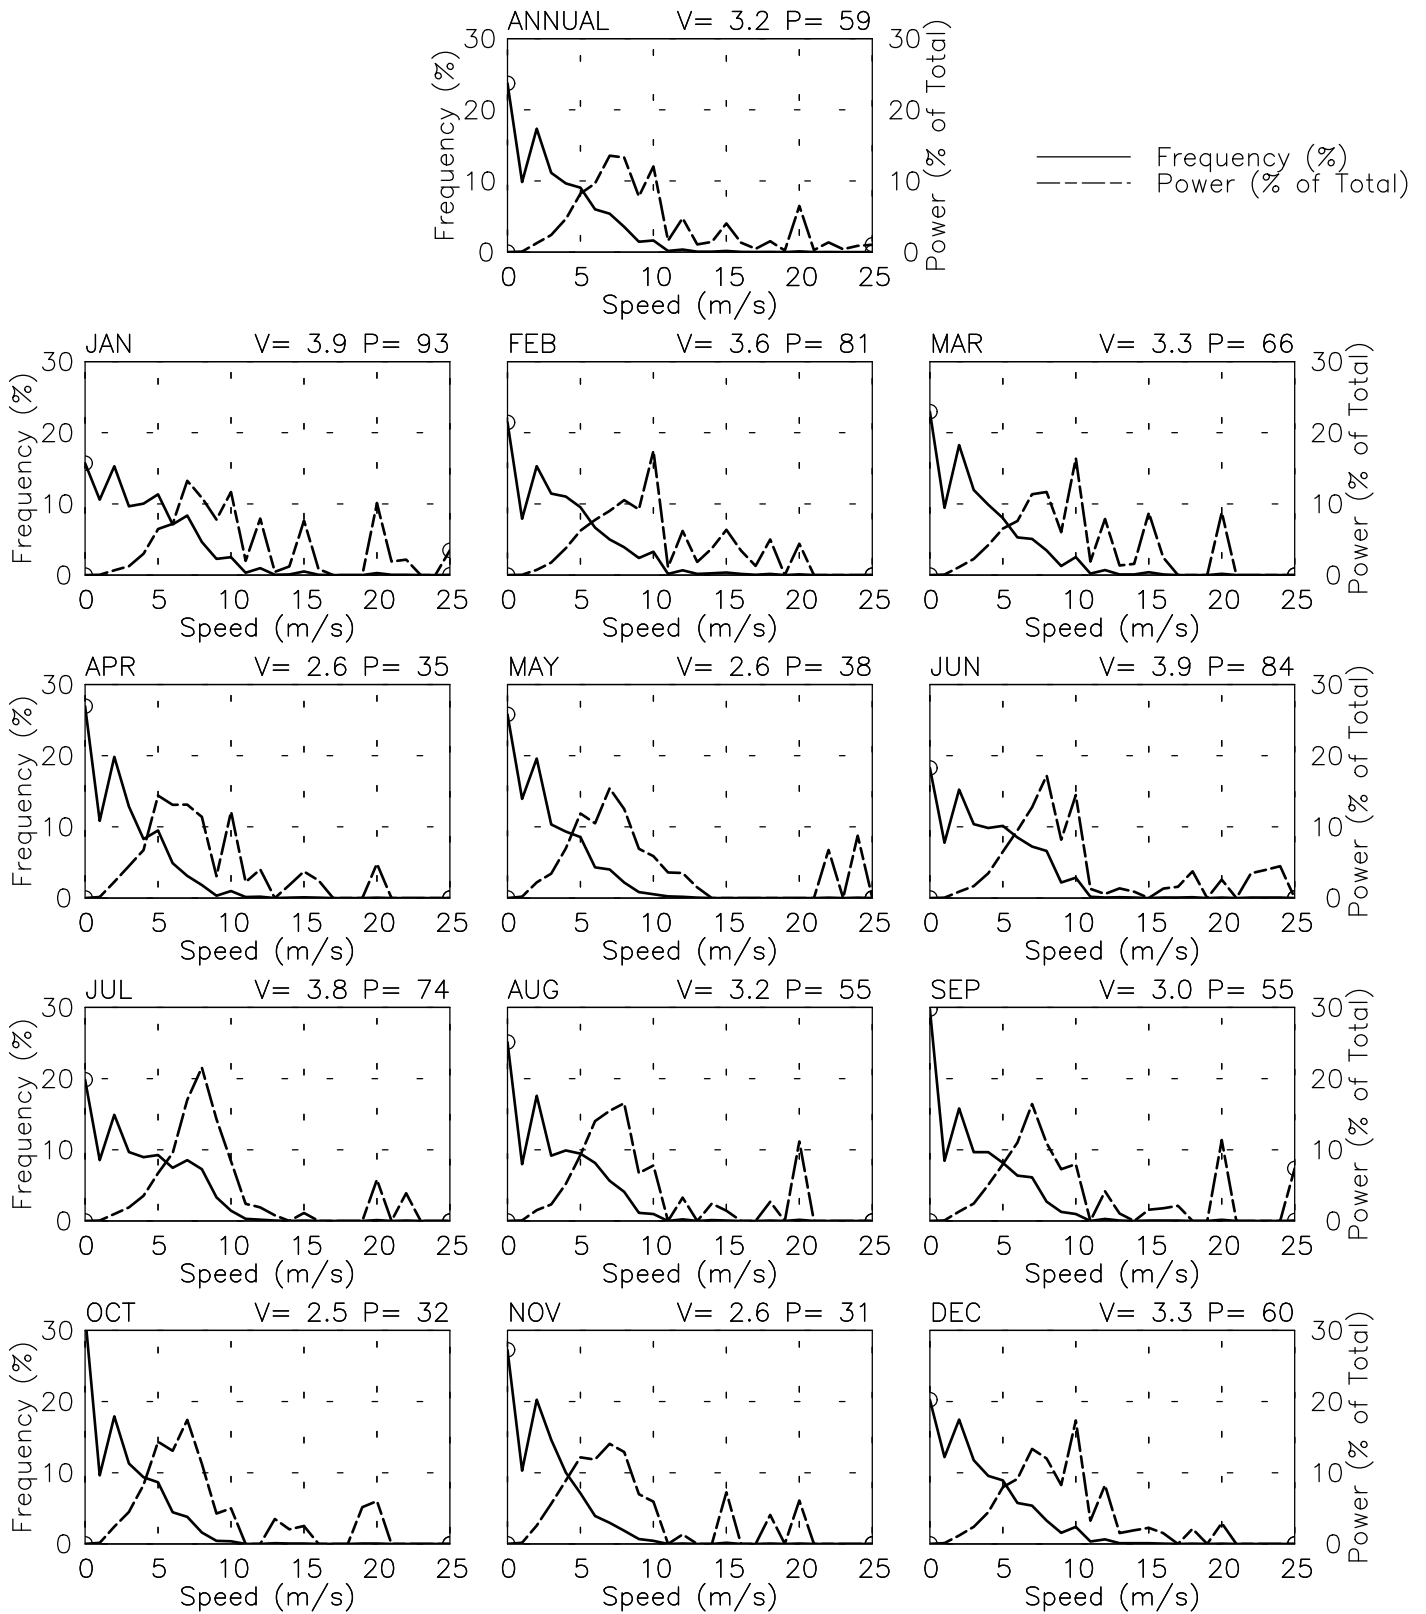 ANNUAL V= 3.2 P= 59
30 30
20 20
10 10
0 0
Frequency (%)
Power (% of Total)
0 5 10 15 20 25
Speed (m/s)
Frequency (%)
Power (% of Total)
JAN V= 3.9 P= 93 FEB V= 3.6 P= 81 MAR V= 3.3 P= 66
30 30
20 20
10 10
0 0
Frequency (%)
Power (% of Total)
0 5 10 15 20 25 0 5 10 15 20 25 0 5 10 15 20 25
Speed (m/s) Speed (m/s) Speed (m/s)
APR V= 2.6 P= 35 MAY V= 2.6 P= 38 JUN V= 3.9 P= 84
30 30
20 20
10 10
0 0
Frequency (%)
Power (% of Total)
0 5 10 15 20 25 0 5 10 15 20 25 0 5 10 15 20 25
Speed (m/s) Speed (m/s) Speed (m/s)
JUL V= 3.8 P= 74 AUG V= 3.2 P= 55 SEP V= 3.0 P= 55
30 30
20 20
10 10
0 0
Frequency (%)
Power (% of Total)
0 5 10 15 20 25 0 5 10 15 20 25 0 5 10 15 20 25
Speed (m/s) Speed (m/s) Speed (m/s)
OCT V= 2.5 P= 32 NOV V= 2.6 P= 31 DEC V= 3.3 P= 60
30 30
20 20
10 10
0 0
Frequency (%)
Power (% of Total)
0 5 10 15 20 25 0 5 10 15 20 25 0 5 10 15 20 25
Speed (m/s) Speed (m/s) Speed (m/s)